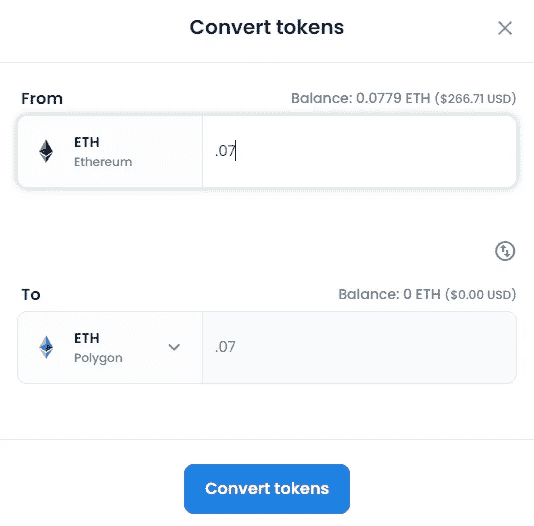 Convert tokens
From
Balance: 0.0779 ETH ($266.71 USD)
ETH
Ethereum
.07
To
Balance: 0 ETH ($0.00 USD)
ETH
Polygon
.07
Convert tokens